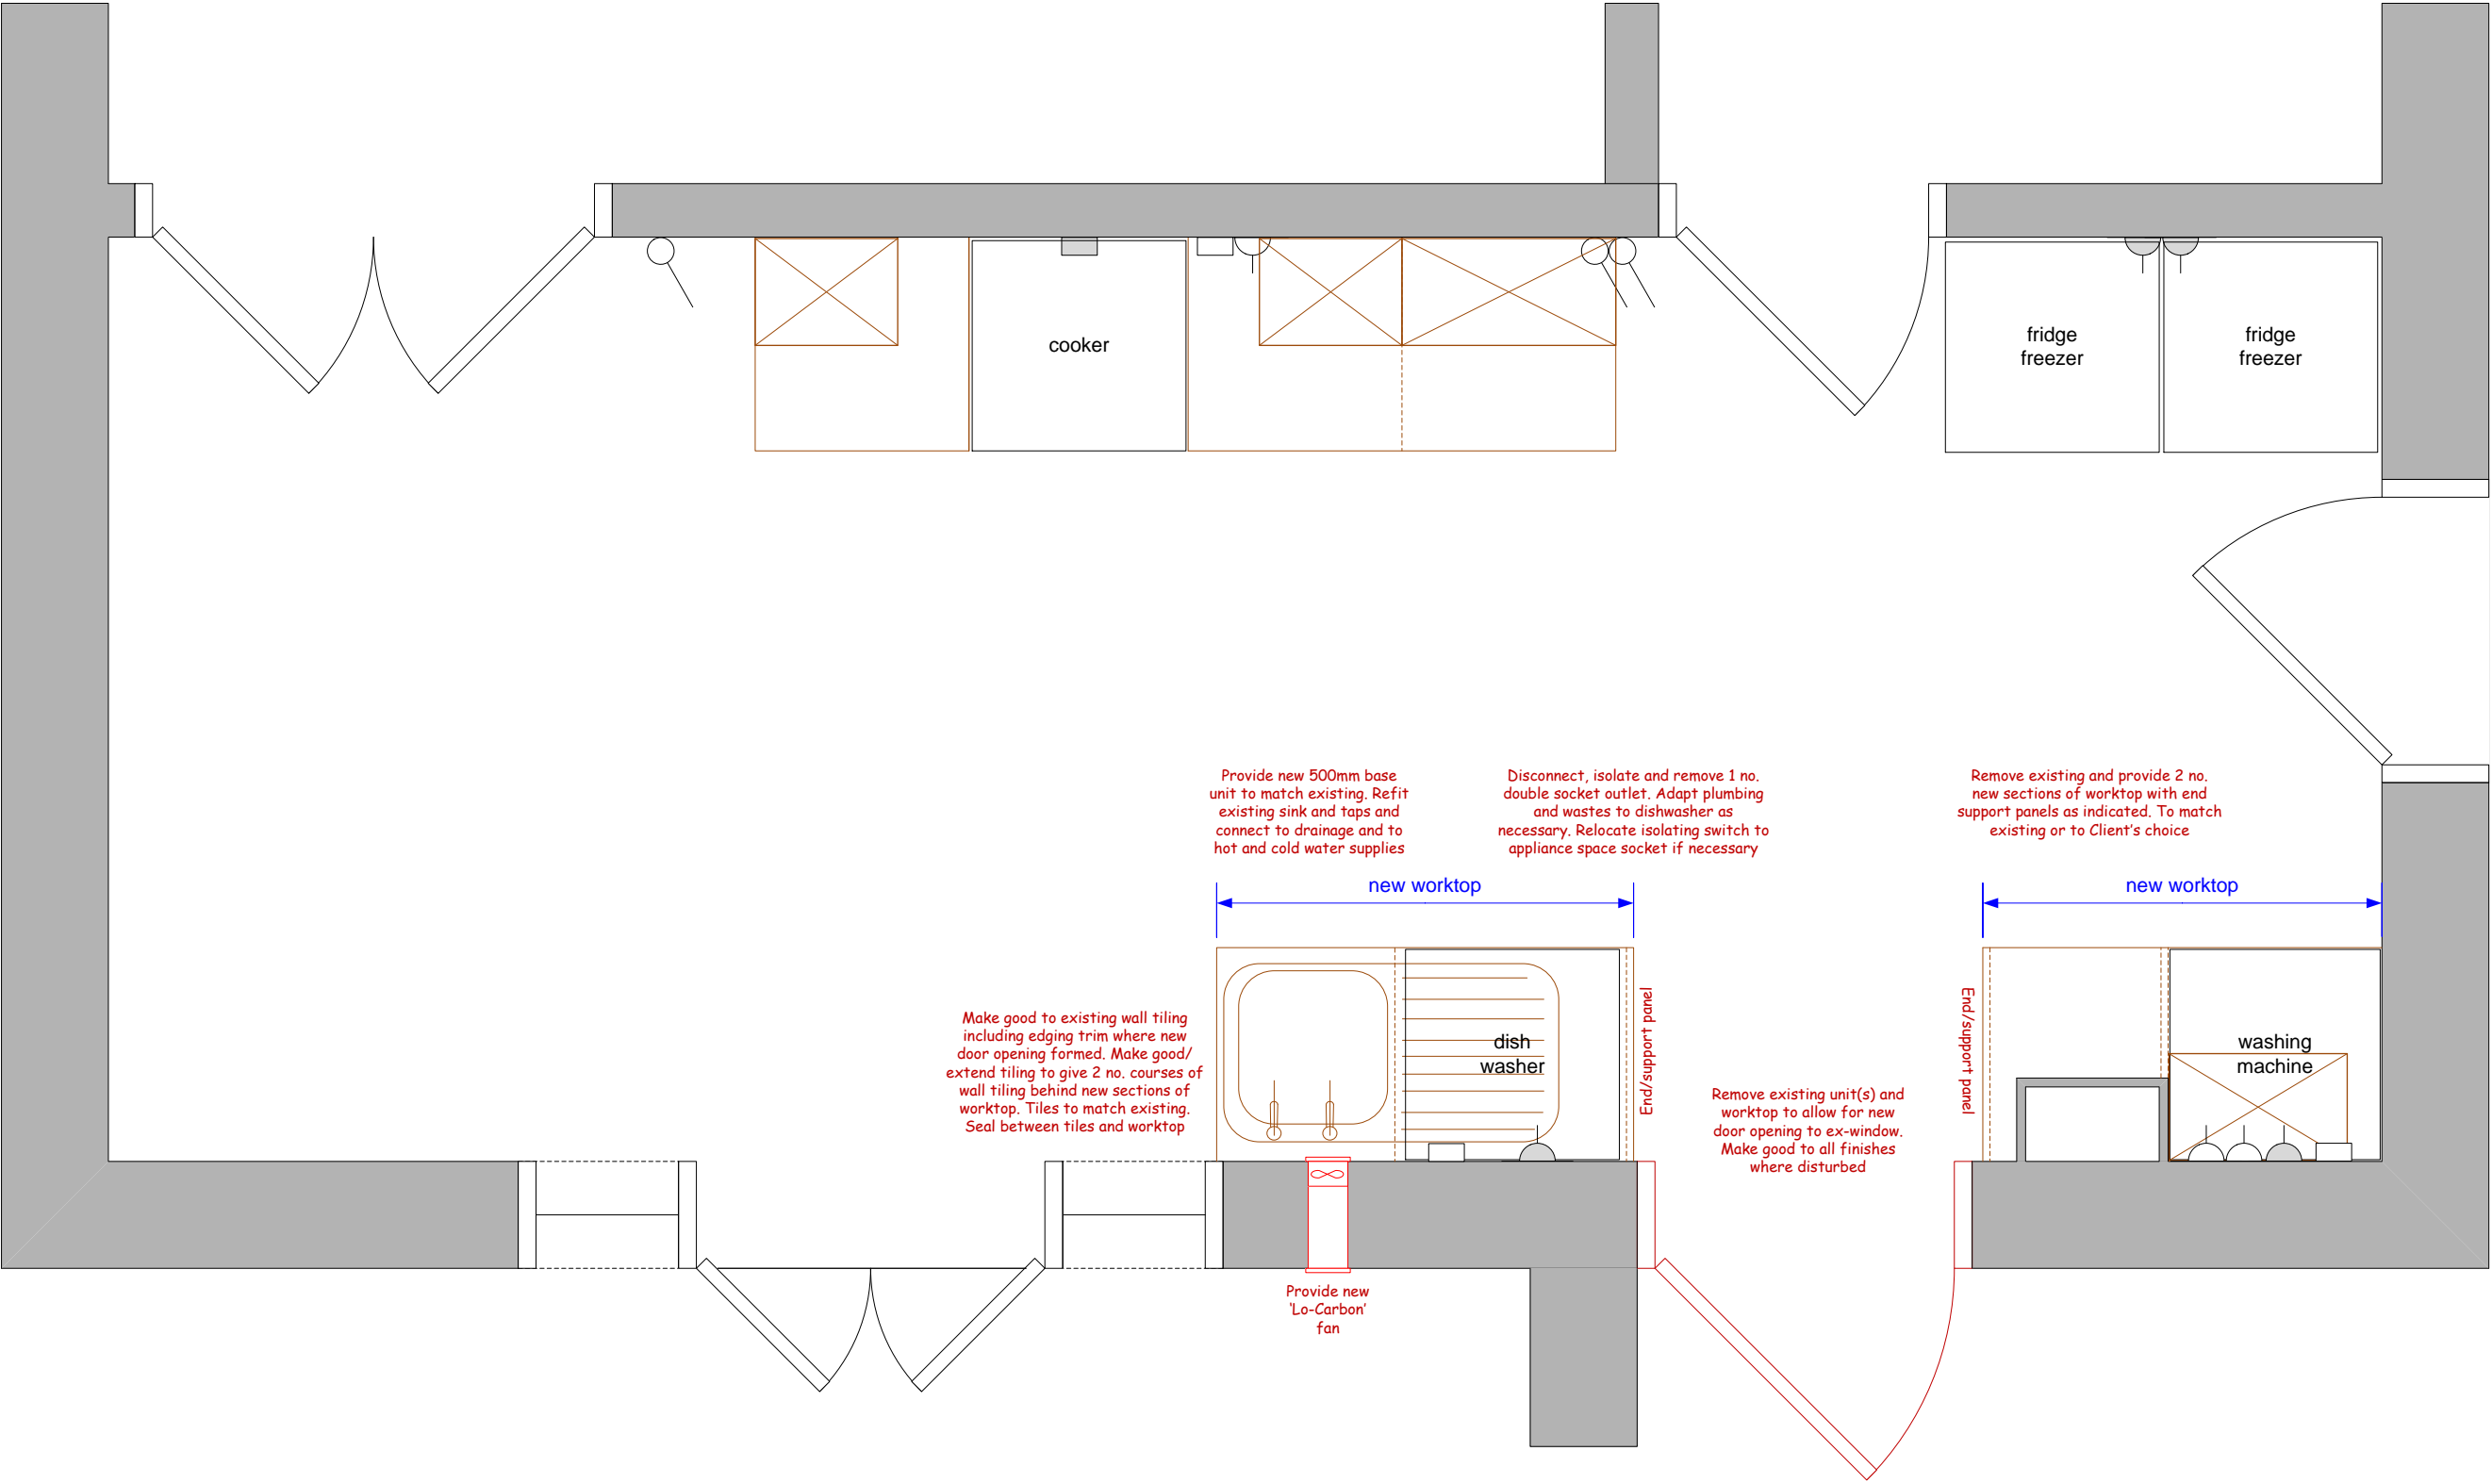 cooker
fridge
freezer
fridge
freezer
Provide new 500mm base
unit to match existing. Refit
existing sink and taps and
connect to drainage and to
hot and cold water supplies
Disconnect, isolate and remove 1 no.
double socket outlet. Adapt plumbing
and wastes to dishwasher as
necessary. Relocate isolating switch to
appliance space socket if necessary
Remove existing and provide 2 no.
new sections of worktop with end
support panels as indicated. To match
existing or to Client's choice
new worktop
new worktop
Make good to existing wall tiling
including edging trim where new
door opening formed. Make good/
extend tiling to give 2 no. courses of
wall tiling behind new sections of
worktop. Tiles to match existing.
Seal between tiles and worktop
dish
washer
End/support panel
Remove existing unit(s) and
worktop to allow for new
door opening to ex-window.
Make good to all finishes
where disturbed
End/support panel
washing
machine
Provide new
'Lo-Carbon'
fan